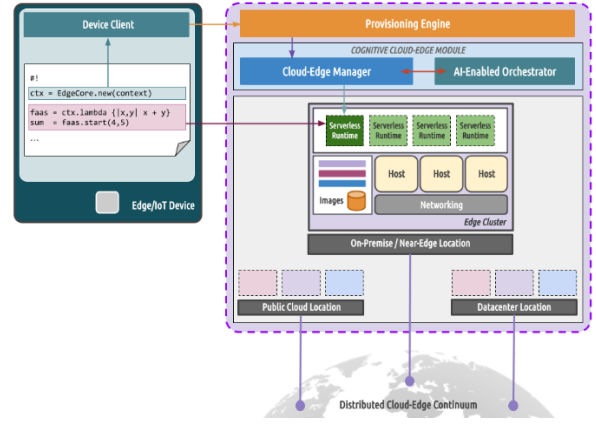 Device Client
#!
ctx = EdgeCore.new(context)
faas = ctx.lambda {|x,y| x + y}
sum = faas.start(4,5)
...
Edge/IoT Device
Provisioning Engine
COGNITIVE CLOUD-EDGE MODULE
Cloud-Edge Manager
AI-Enabled Orchestrator
Serverless
Runtime
Serverless
Runtime
Serverless
Runtime
Serverless
Runtime
Images
Host
Host
Host
Networking
Edge Cluster
On-Premise / Near-Edge Location
Public Cloud Location
Datacenter Location
Distributed Cloud-Edge Continuum